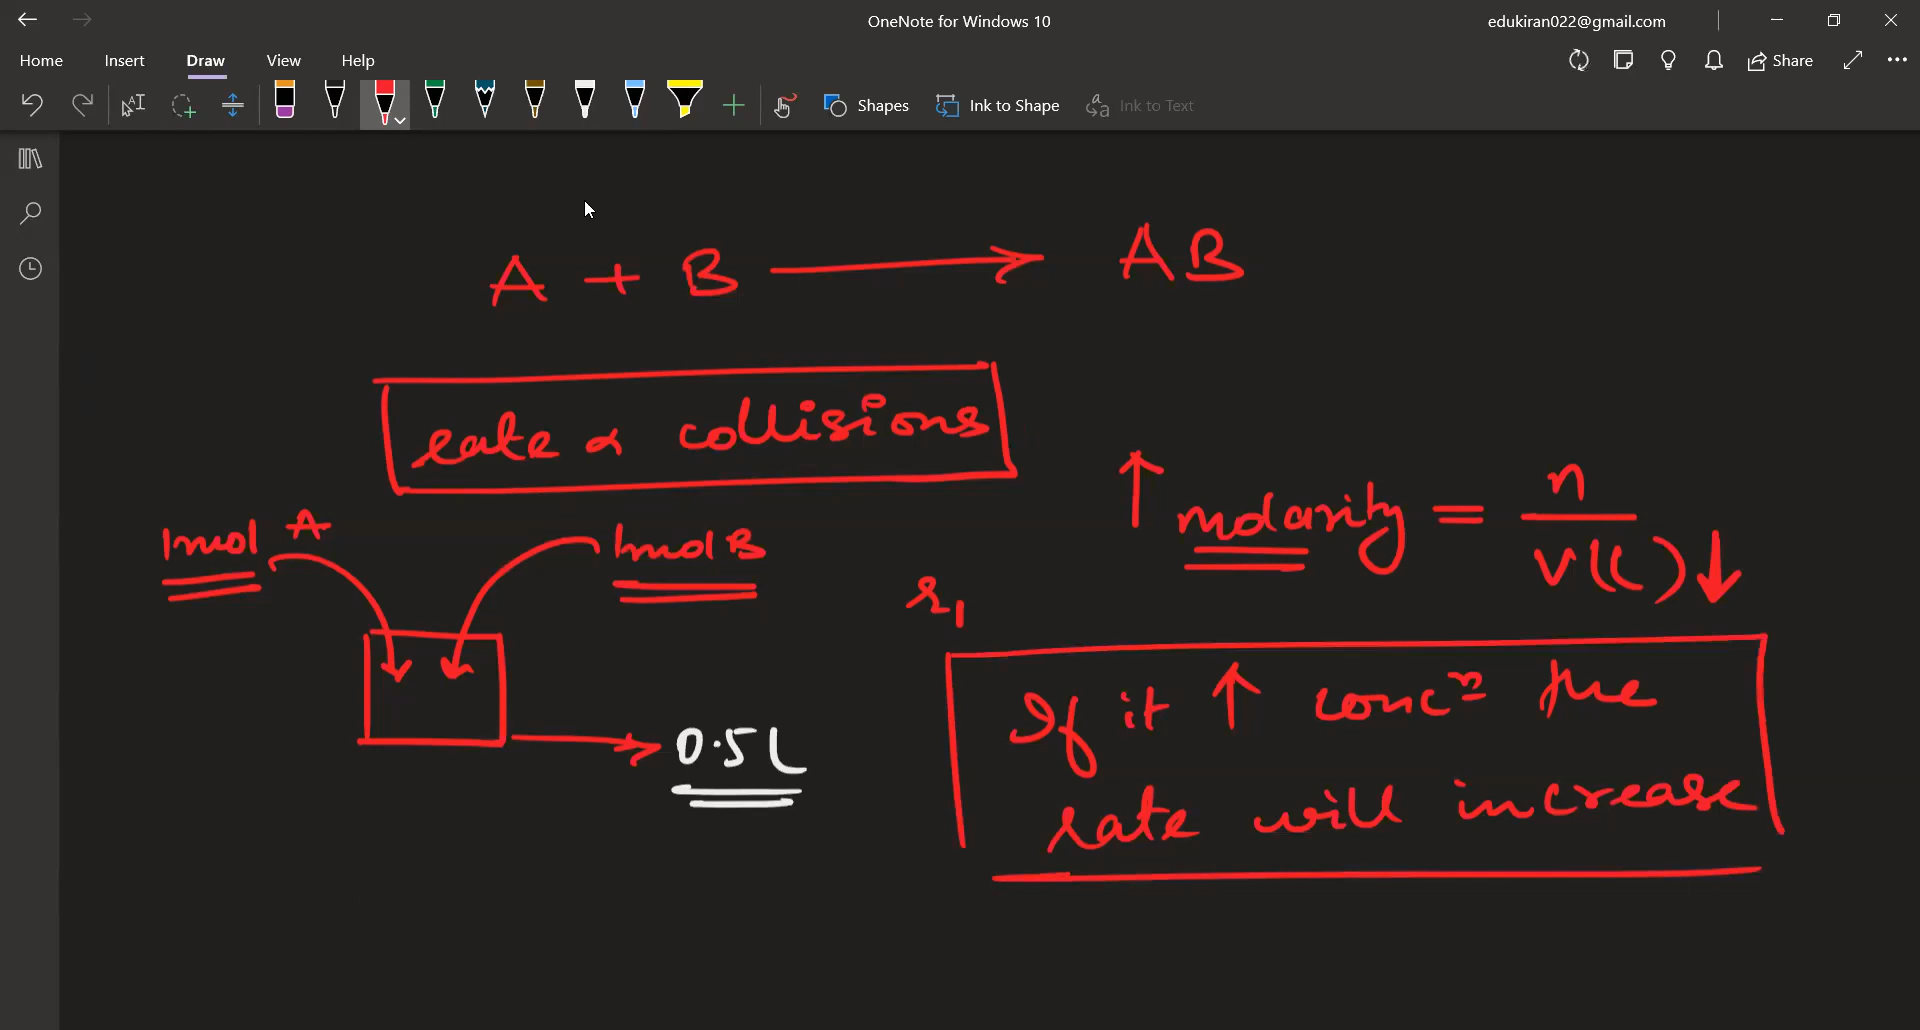 OneNote for Windows 10
edukiran022@gmail.com
Home Insert Draw View Help
Share
Shapes Ink to Shape Ink to Text
A + B ⟶ AB
rate α collisions
1mol A
1mol B
↑ molarity = n / V(L) ↓
r₁
0.5L
If it ↑ concⁿ the
rate will increase